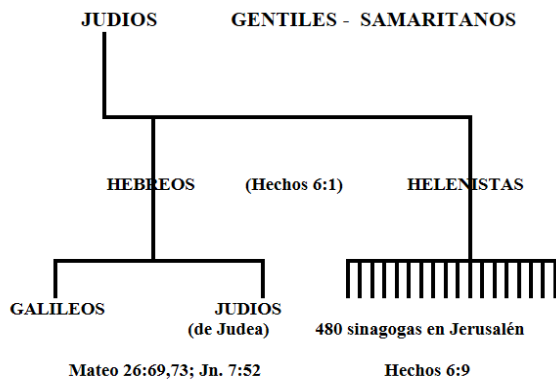 JUDIOS GENTILES - SAMARITANOS
HEBREOS (Hechos 6:1) HELENISTAS
GALILEOS JUDIOS
(de Judea) 480 sinagogas en Jerusalén
Mateo 26:69,73; Jn. 7:52 Hechos 6:9